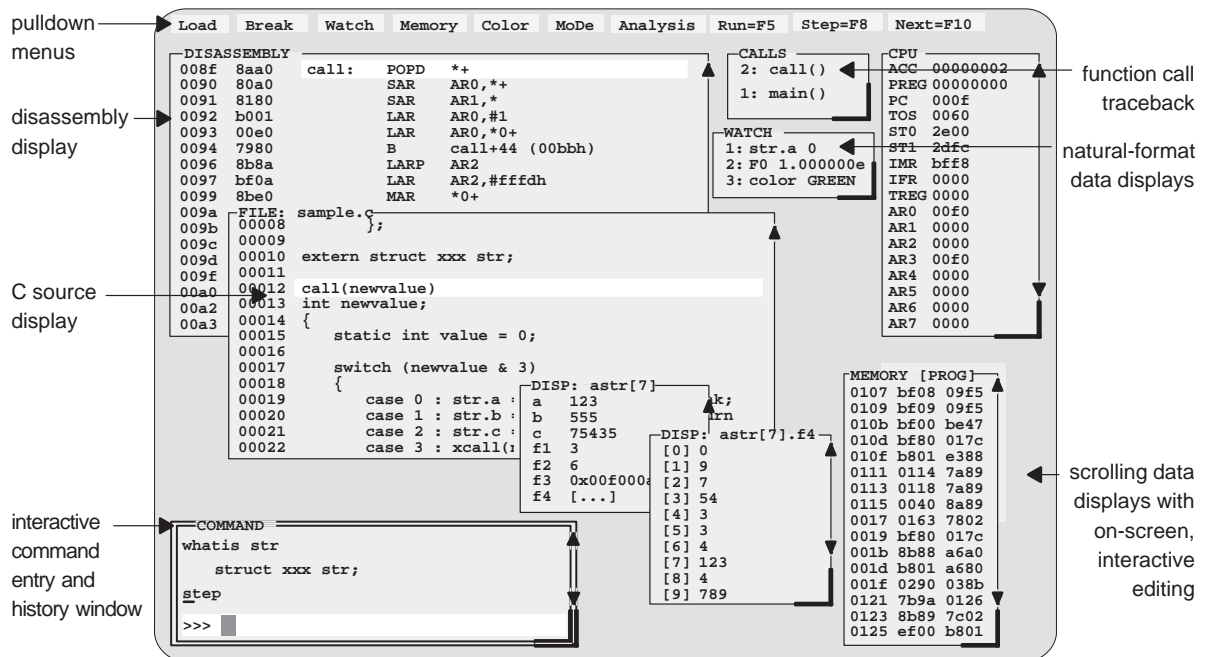 pulldown
menus
Load Break Watch Memory Color MoDe Analysis Run=F5 Step=F8 Next=F10
disassembly
display
DISASSEMBLY
008f 8aa0 call: POPD *+
0090 80a0 SAR AR0,*+
0091 8180 SAR AR1,*
0092 b001 LAR AR0,#1
0093 00e0 LAR AR0,*0+
0094 7980 B call+44 (00bbh)
0096 8b8a LARP AR2
0097 bf0a LAR AR2,#fffdh
0099 8be0 MAR *0+
009a
009b
009c
009d
009f
00a0
00a2
00a3
CALLS
2: call()
1: main()
function call
traceback
WATCH
1: str.a 0
2: F0 1.000000e
3: color GREEN
natural-format
data displays
CPU
ACC 00000002
PREG 00000000
PC 000f
TOS 0060
ST0 2e00
ST1 2dfc
IMR bff8
IFR 0000
TREG 0000
AR0 00f0
AR1 0000
AR2 0000
AR3 00f0
AR4 0000
AR5 0000
AR6 0000
AR7 0000
C source
display
FILE: sample.c
00008 };
00009
00010 extern struct xxx str;
00011
00012 call(newvalue)
00013 int newvalue;
00014 {
00015 static int value = 0;
00016
00017 switch (newvalue & 3)
00018 {
00019 case 0 : str.a = k;
00020 case 1 : str.b = rn
00021 case 2 : str.c =
00022 case 3 : xcall(
DISP: astr[7]
a 123
b 555
c 75435
f1 3
f2 6
f3 0x00f000a
f4 [...]
DISP: astr[7].f4
[0] 0
[1] 9
[2] 7
[3] 54
[4] 3
[5] 3
[6] 4
[7] 123
[8] 4
[9] 789
MEMORY [PROG]
0107 bf08 09f5
0109 bf09 09f5
010b bf00 be47
010d bf80 017c
010f b801 e388
0111 0114 7a89
0113 0118 7a89
0115 0040 8a89
0017 0163 7802
0019 bf80 017c
001b 8b88 a6a0
001d b801 a680
001f 0290 038b
0121 7b9a 0126
0123 8b89 7c02
0125 ef00 b801
scrolling data
displays with
on-screen,
interactive
editing
interactive
command
entry and
history window
COMMAND
whatis str
struct xxx str;
step
>>>